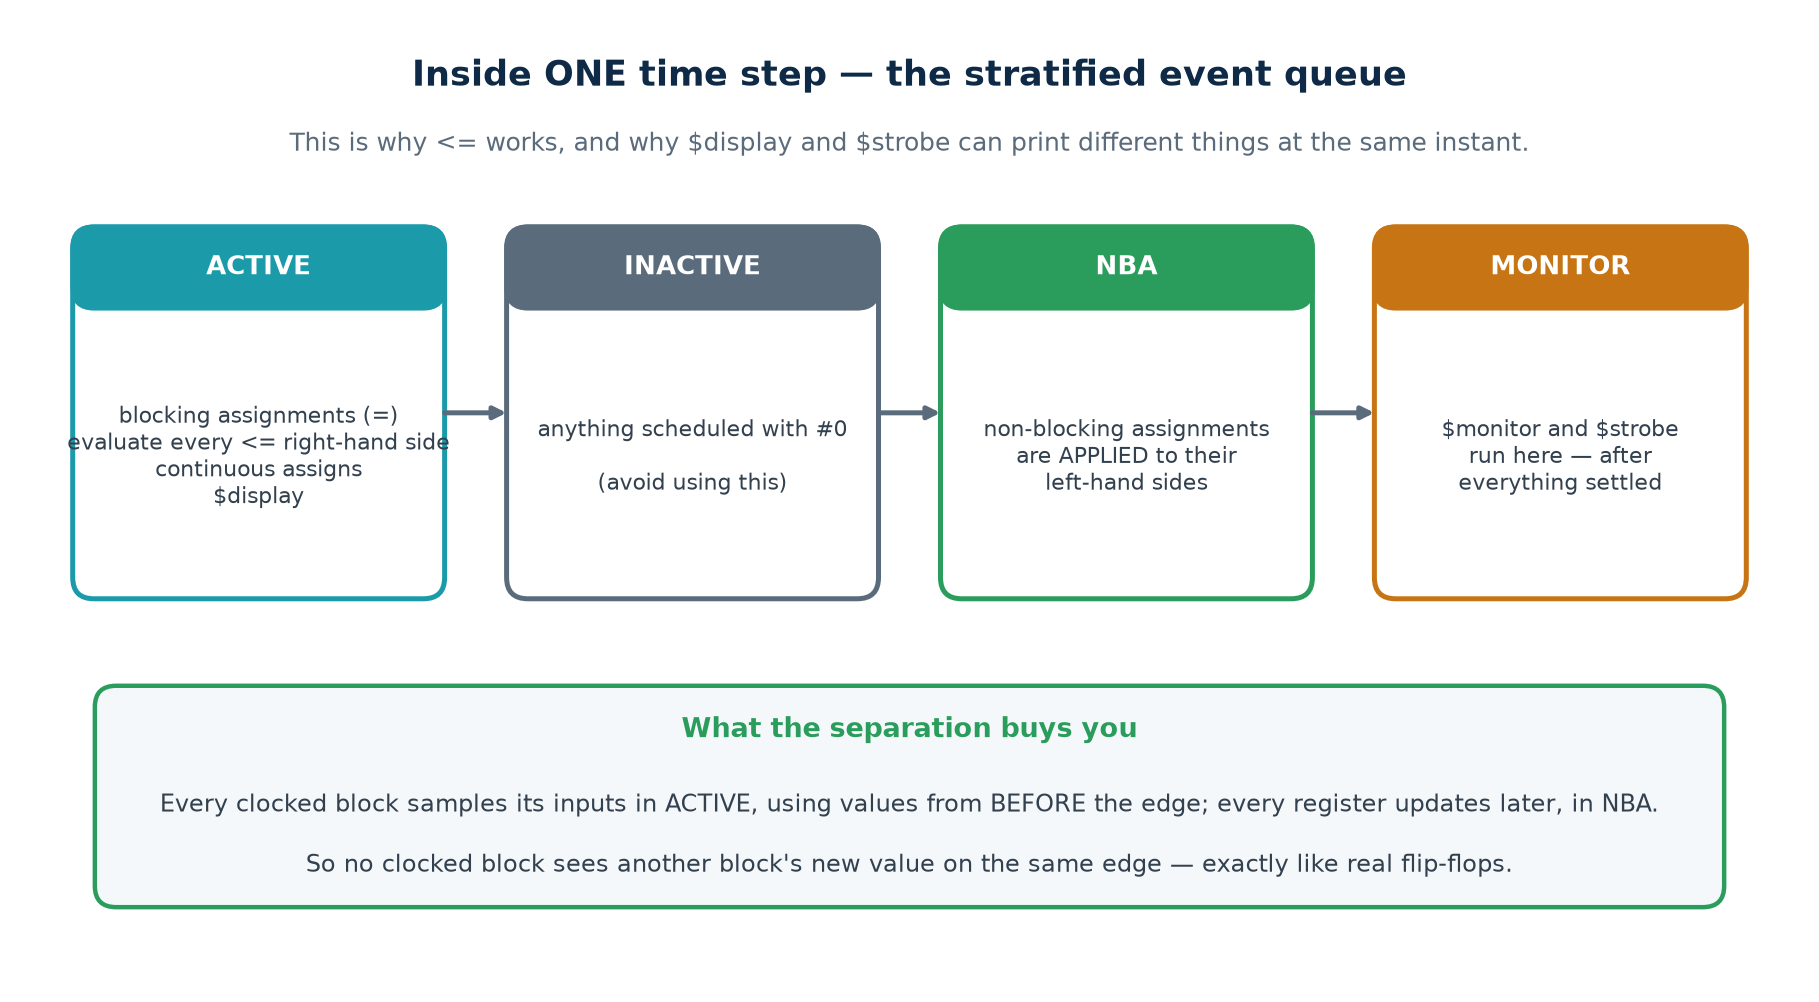 Inside ONE time step — the stratified event queue
This is why <= works, and why $display and $strobe can print different things at the same instant.
ACTIVE
blocking assignments (=)
evaluate every <= right-hand side
continuous assigns
$display
INACTIVE
anything scheduled with #0
(avoid using this)
NBA
non-blocking assignments
are APPLIED to their
left-hand sides
MONITOR
$monitor and $strobe
run here — after
everything settled
What the separation buys you
Every clocked block samples its inputs in ACTIVE, using values from BEFORE the edge; every register updates later, in NBA.
So no clocked block sees another block's new value on the same edge — exactly like real flip-flops.